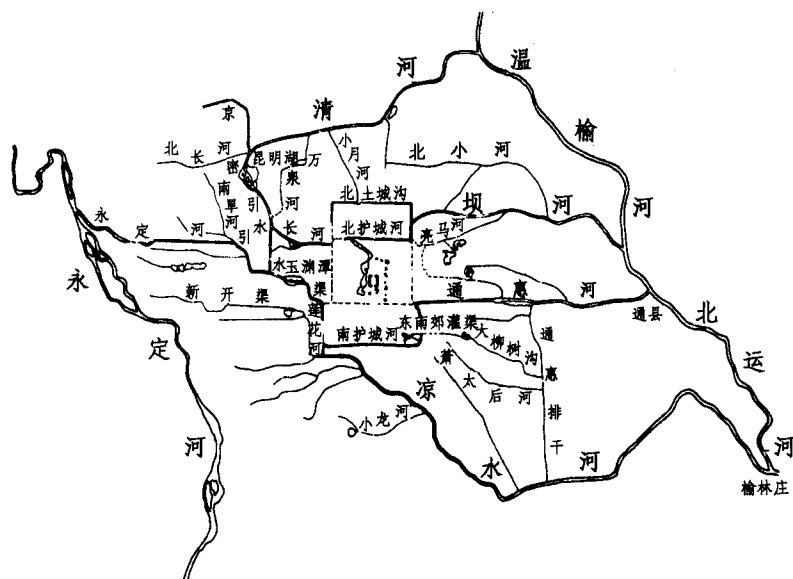 清河
温榆河
京密引水
北长河
昆明湖
万泉河
小月河
北小河
北土城沟
坝河
南旱河
永定河引水渠
长河
北护城河
亮马河
玉渊潭
通惠河
新开渠
莲花河
南护城河
东南郊灌渠
大柳树沟
通惠排干
通县
北运河
永定河
萧太后河
凉水河
小龙河
榆林庄